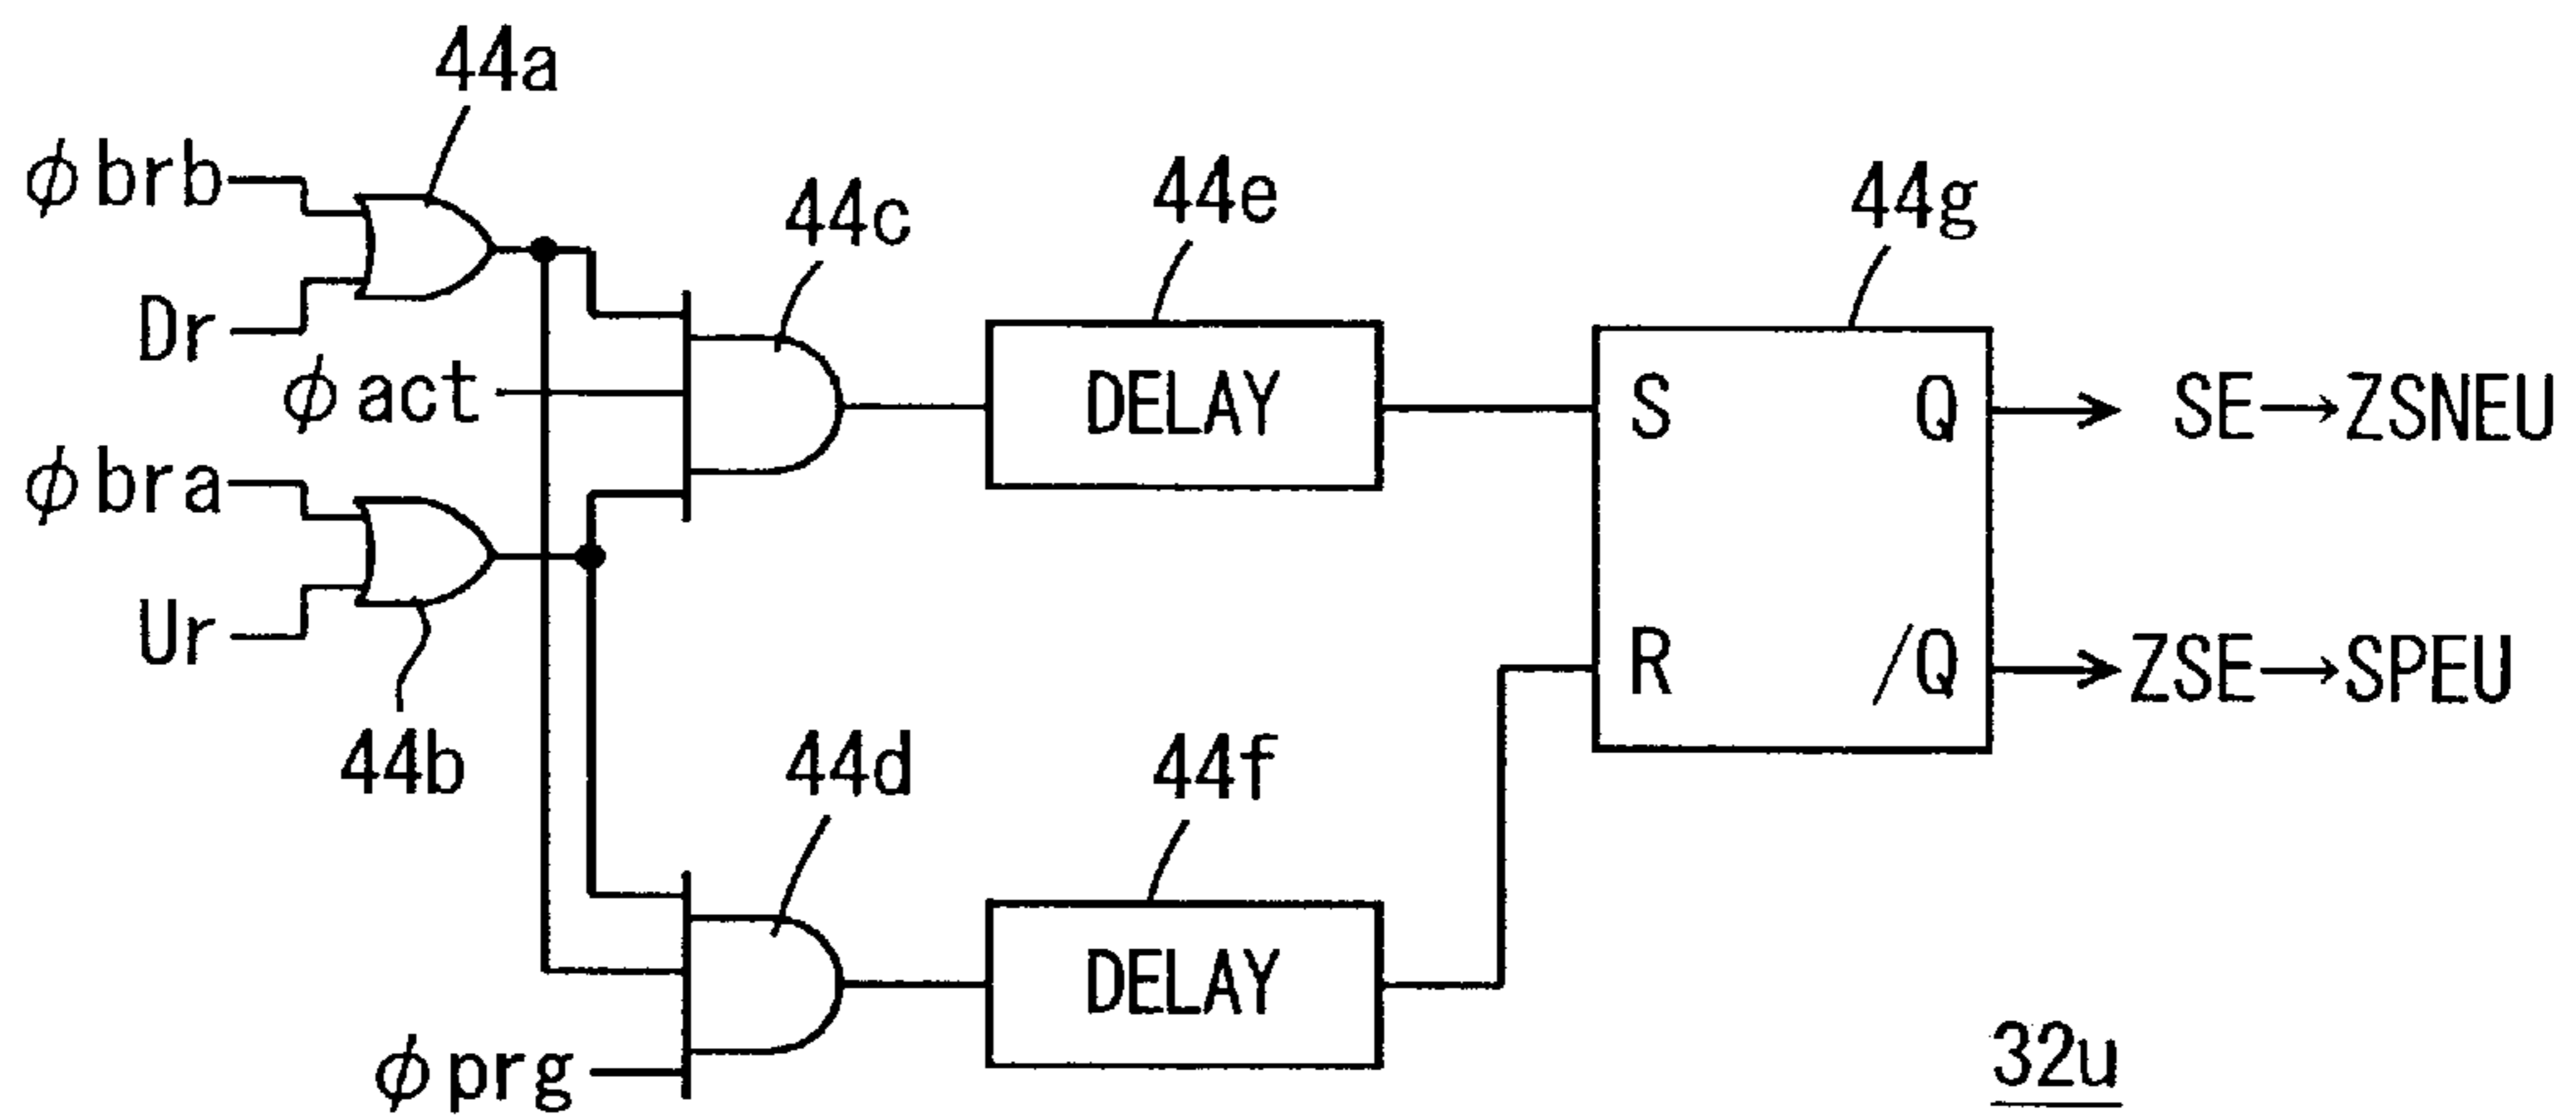 44a
φbrb
44c
44e
44g
Dr
φact
DELAY
S
Q
SE→ZSNEU
φbra
Ur
R
/Q
ZSE→SPEU
44b
44d
44f
DELAY
φprg
32u